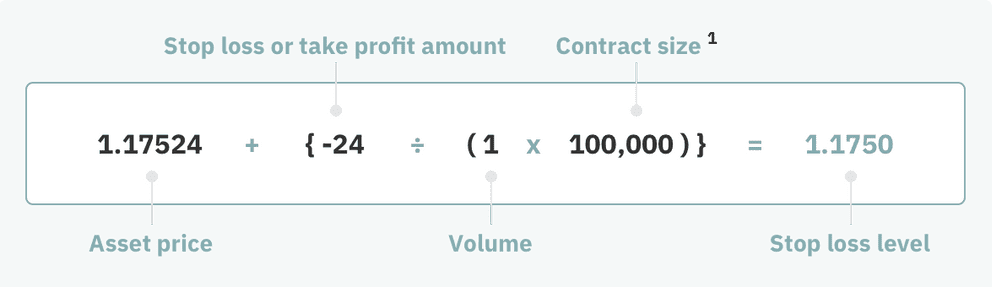 Stop loss or take profit amount Contract size 1
1.17524 + { -24 ÷ ( 1 x 100,000 ) } = 1.1750
Asset price Volume Stop loss level